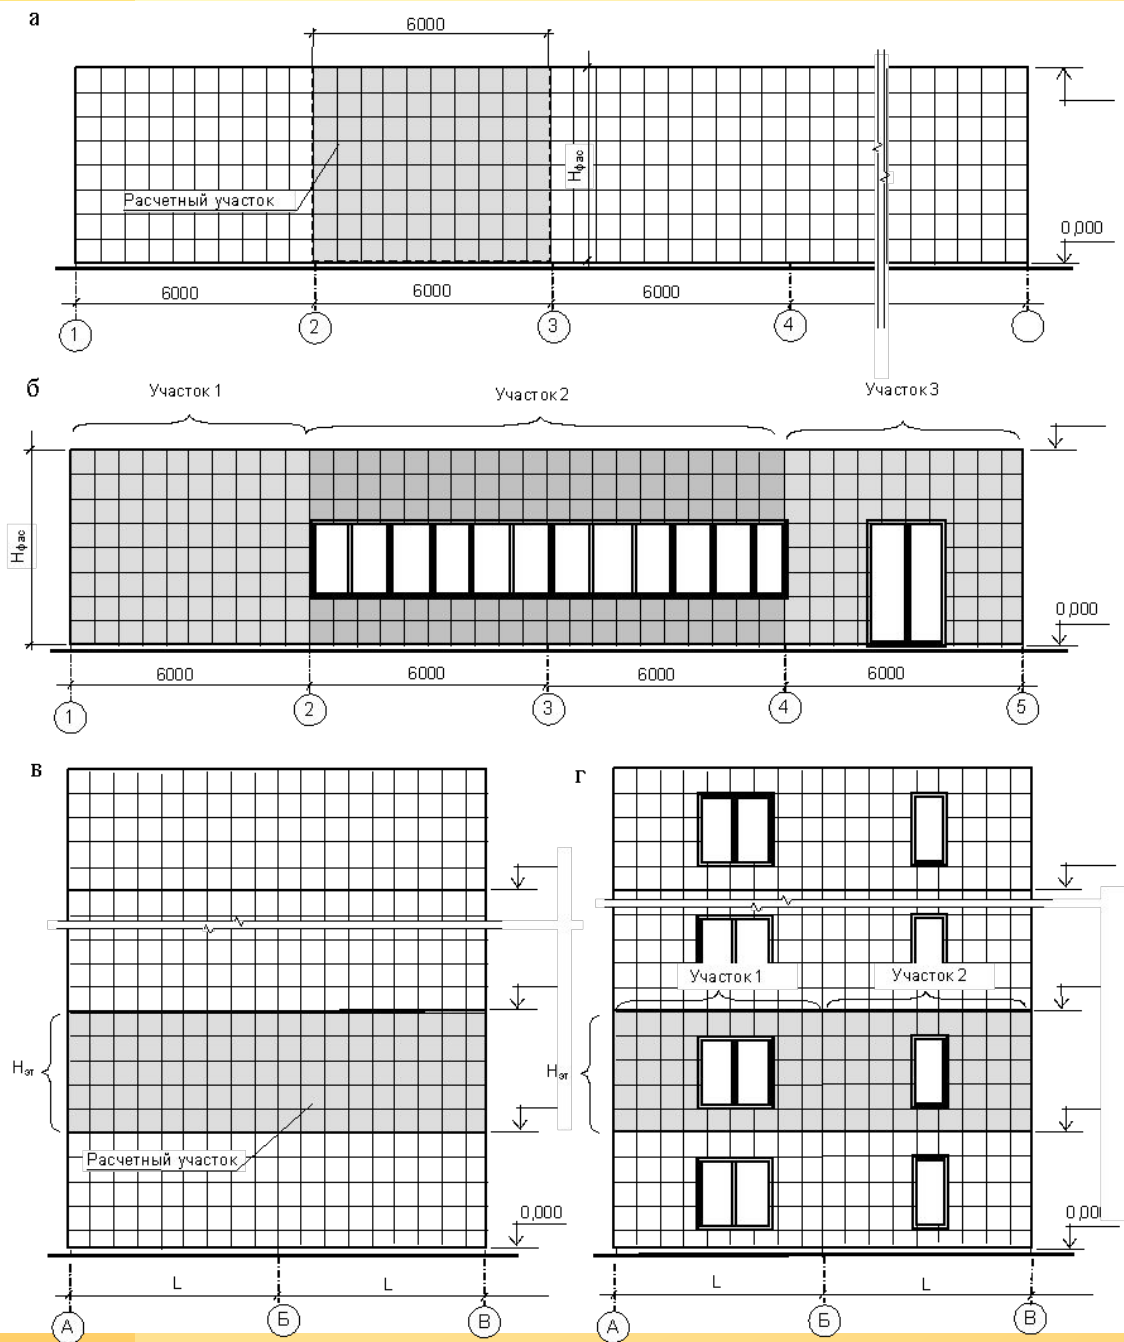 а
6000
Hфас
Расчетный участок
0,000
6000 6000 6000
1 2 3 4
б
Участок 1 Участок 2 Участок 3
Hфас
0,000
6000 6000 6000 6000
1 2 3 4 5
в
Hэт
Расчетный участок
0,000
L L
А Б В
г
Участок 1 Участок 2
Hэт
0,00
L L
А Б В